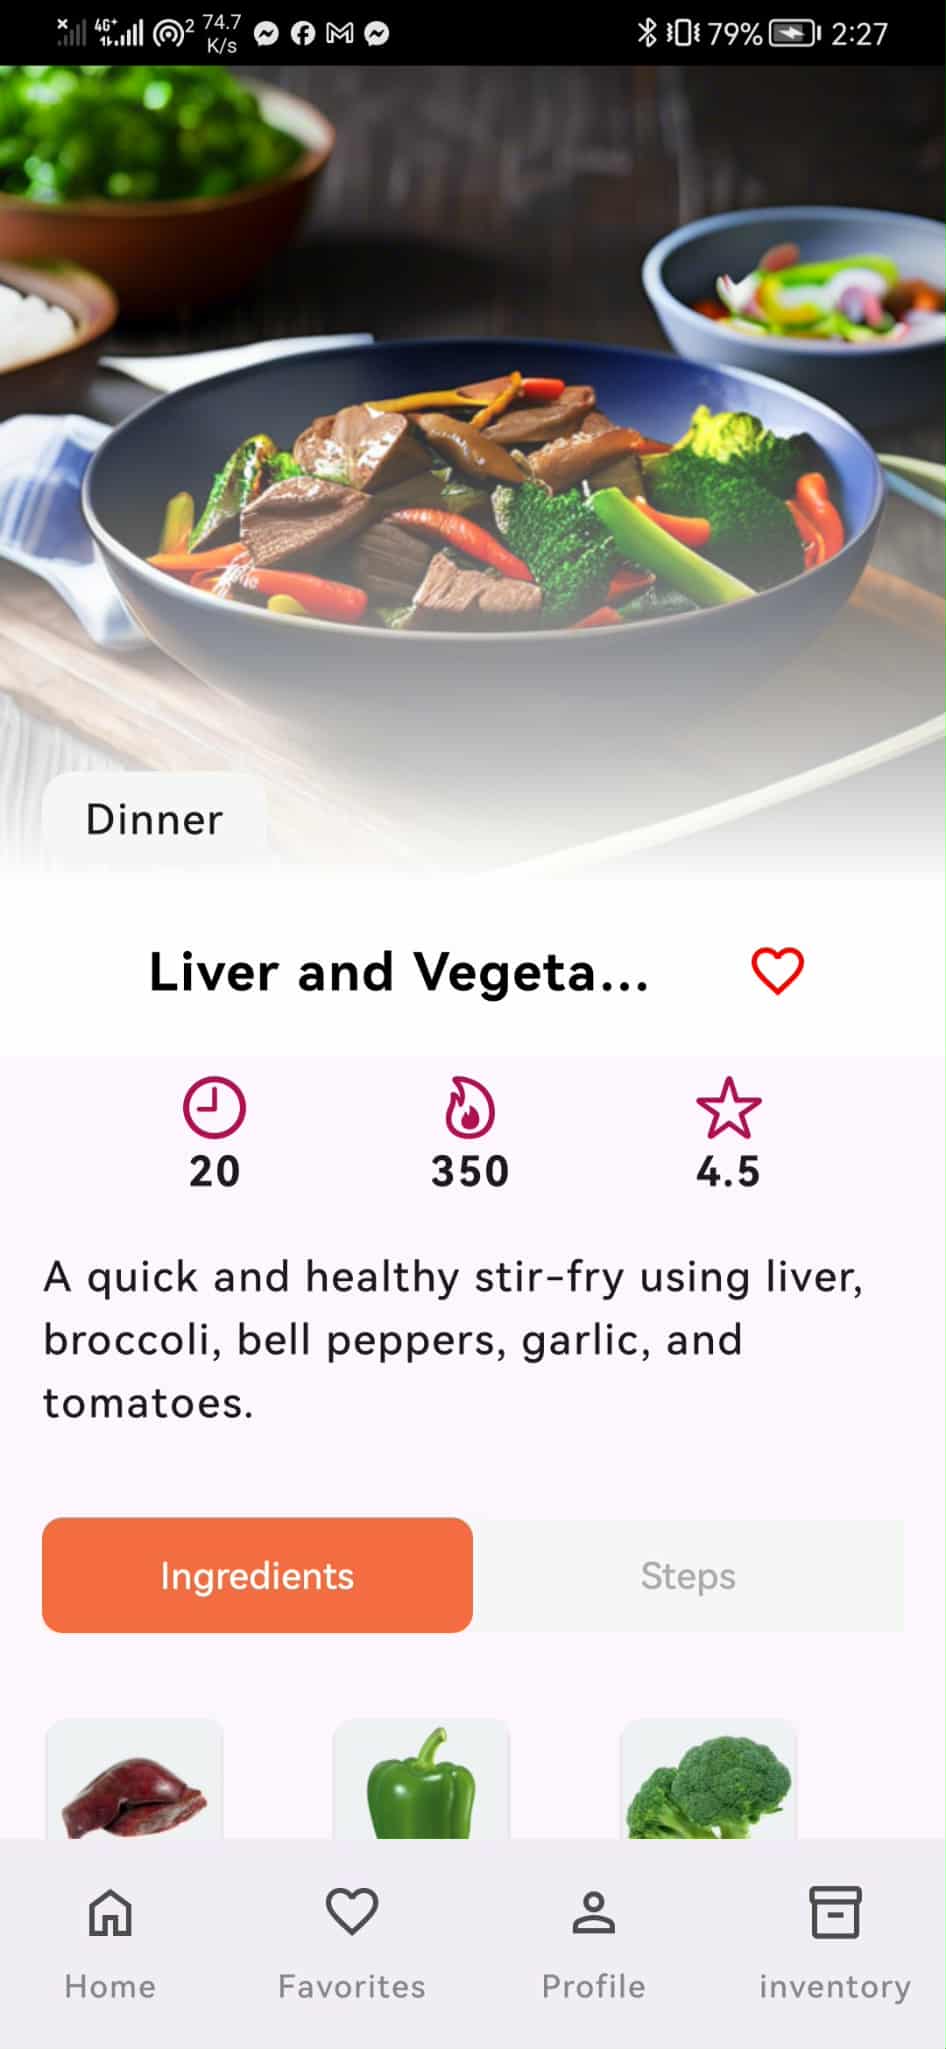 4G+ 2 74.7 K/s 79% 2:27
Dinner
Liver and Vegeta...
20 350 4.5
A quick and healthy stir-fry using liver,
broccoli, bell peppers, garlic, and
tomatoes.
Ingredients Steps
Home Favorites Profile inventory